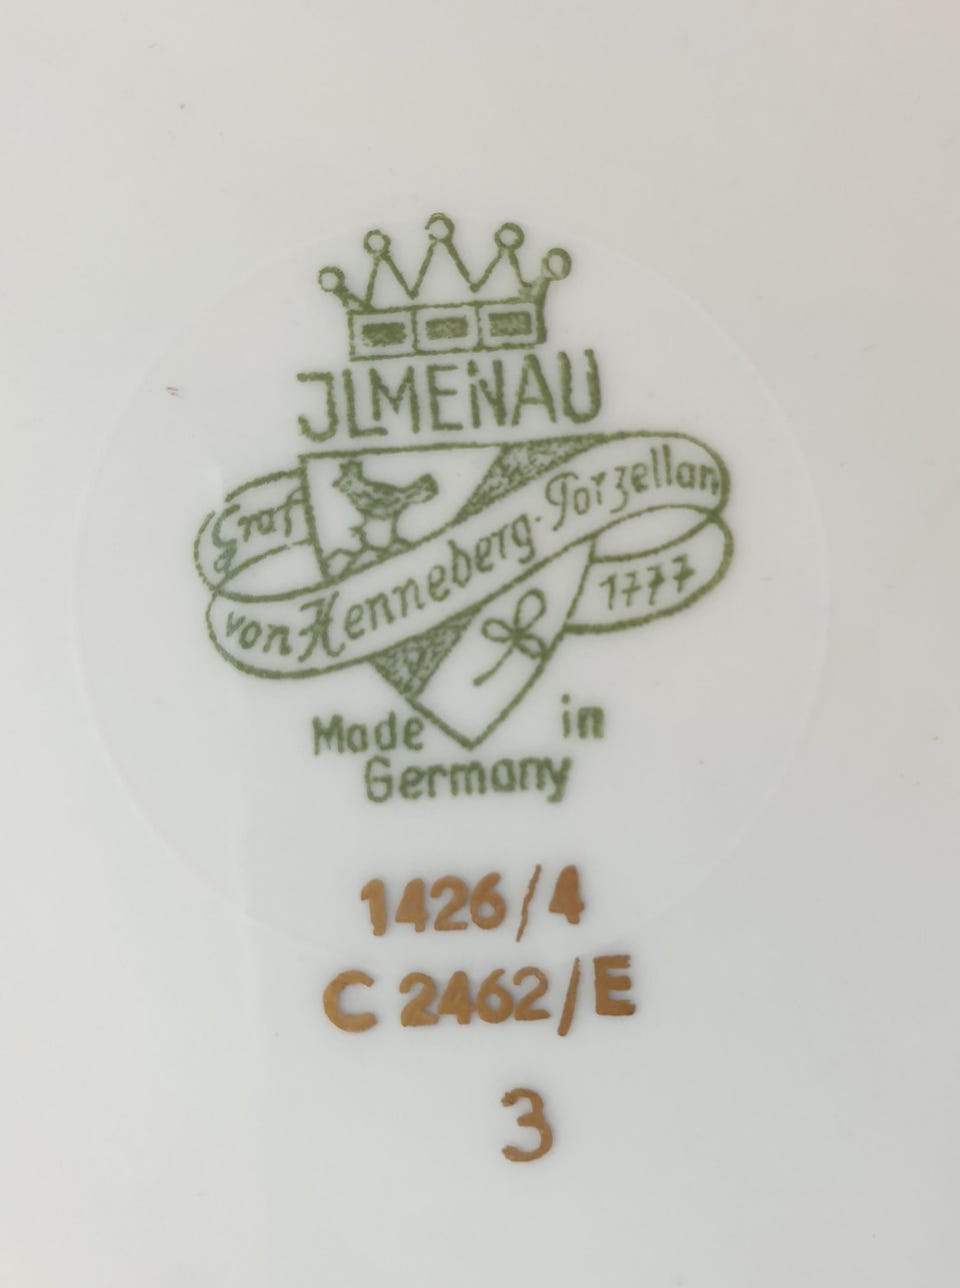 JLMENAU
Graf
von Henneberg-Porzellan
1777
Made in
Germany
1426/4
C 2462/E
3